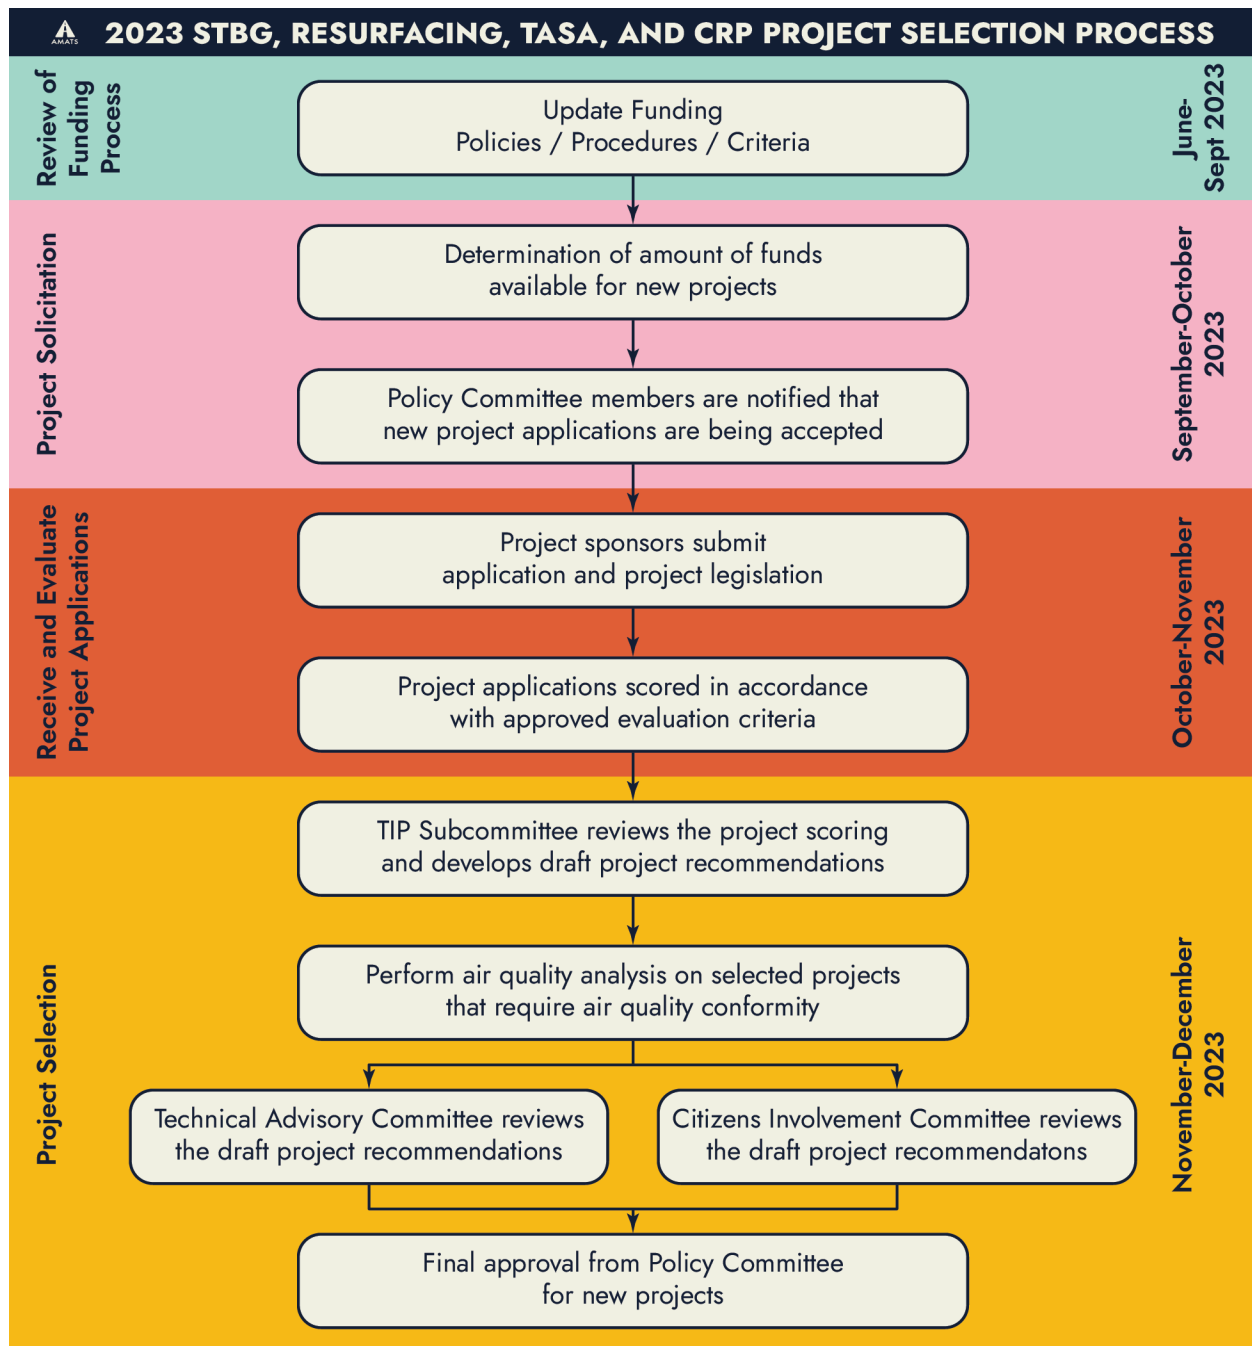 AMATS
2023 STBG, RESURFACING, TASA, AND CRP PROJECT SELECTION PROCESS
Review of
Funding
Process
Update Funding
Policies / Procedures / Criteria
June-
Sept 2023
Project Solicitation
Determination of amount of funds
available for new projects
Policy Committee members are notified that
new project applications are being accepted
September-October
2023
Receive and Evaluate
Project Applications
Project sponsors submit
application and project legislation
Project applications scored in accordance
with approved evaluation criteria
October-November
2023
Project Selection
TIP Subcommittee reviews the project scoring
and develops draft project recommendations
Perform air quality analysis on selected projects
that require air quality conformity
Technical Advisory Committee reviews
the draft project recommendations
Citizens Involvement Committee reviews
the draft project recommendatons
Final approval from Policy Committee
for new projects
November-December
2023